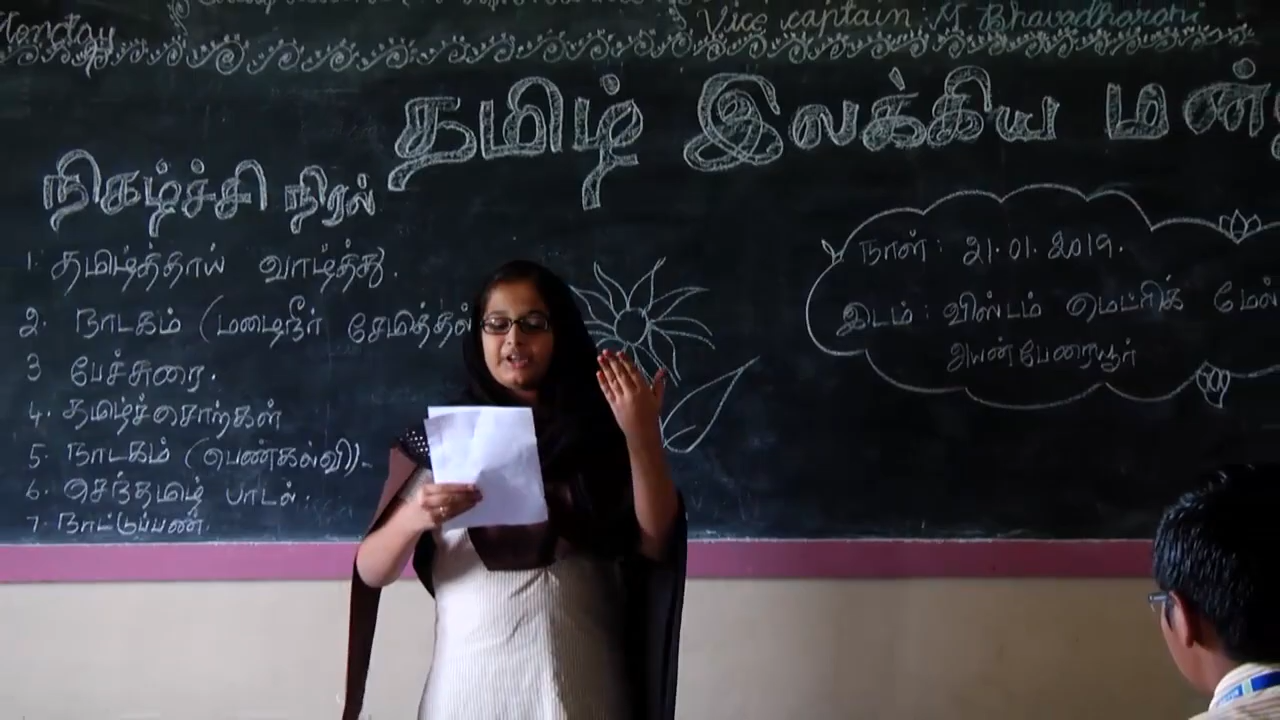 Vice captain : M. Bhavadharani
Monday
தமிழ் இலக்கிய மன்
நிகழ்ச்சி நிரல்
1. தமிழ்த்தாய் வாழ்த்து.
2. நாடகம் (மழைநீர் சேமித்தல்
3 பேச்சுரை.
4. தமிழ்ச்சொற்கள்
5. நாடகம் (பெண்கல்வி).
6. செந்தமிழ் பாடல்.
7. நாட்டுப்பண்.
நாள் : 21.01.2019.
இடம் : விஸ்டம் மெட்ரிக் மேல்
அயன்பேரையூர்